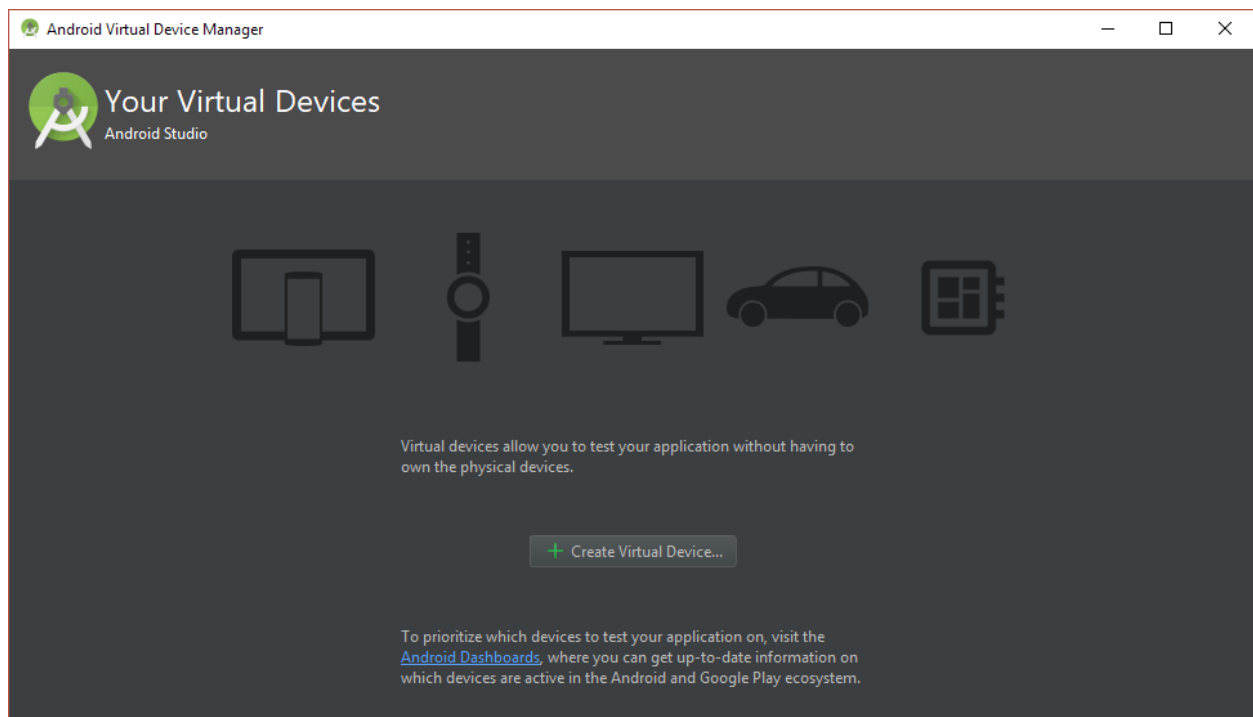 Android Virtual Device Manager
Your Virtual Devices
Android Studio
Virtual devices allow you to test your application without having to
own the physical devices.
Create Virtual Device...
To prioritize which devices to test your application on, visit the
Android Dashboards, where you can get up-to-date information on
which devices are active in the Android and Google Play ecosystem.